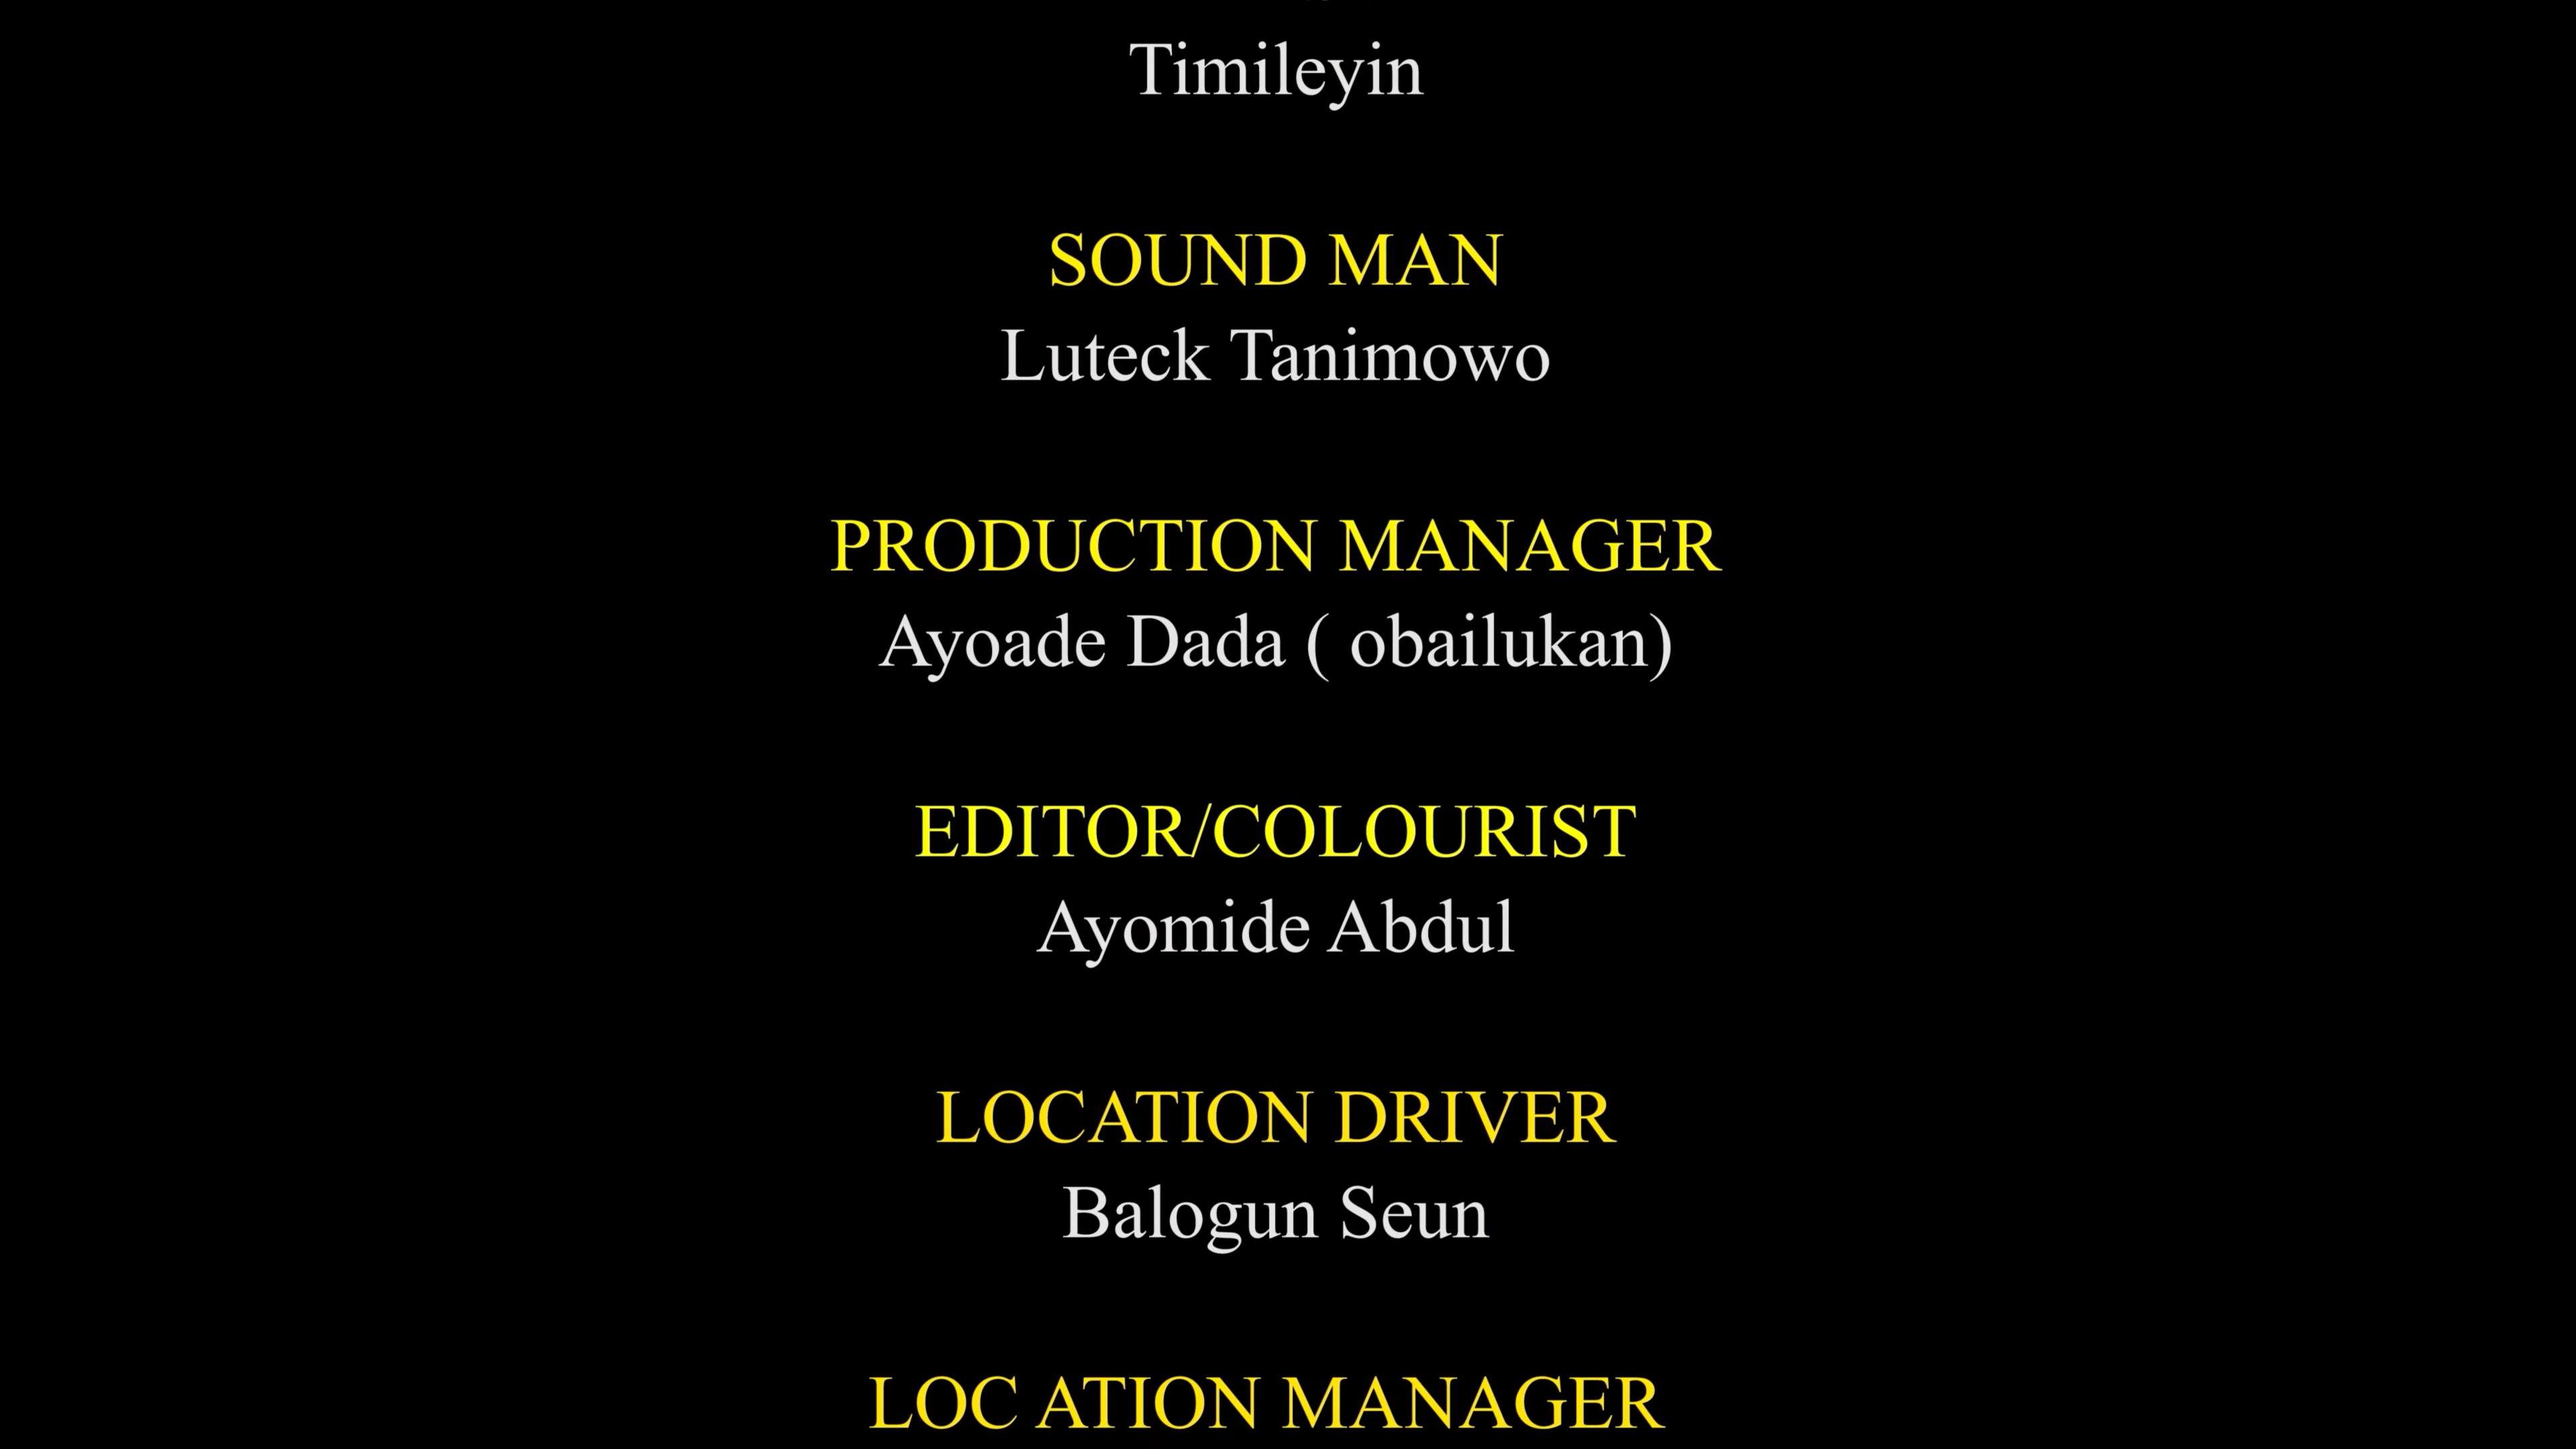 Timileyin
SOUND MAN
Luteck Tanimowo
PRODUCTION MANAGER
Ayoade Dada ( obailukan)
EDITOR/COLOURIST
Ayomide Abdul
LOCATION DRIVER
Balogun Seun
LOC ATION MANAGER